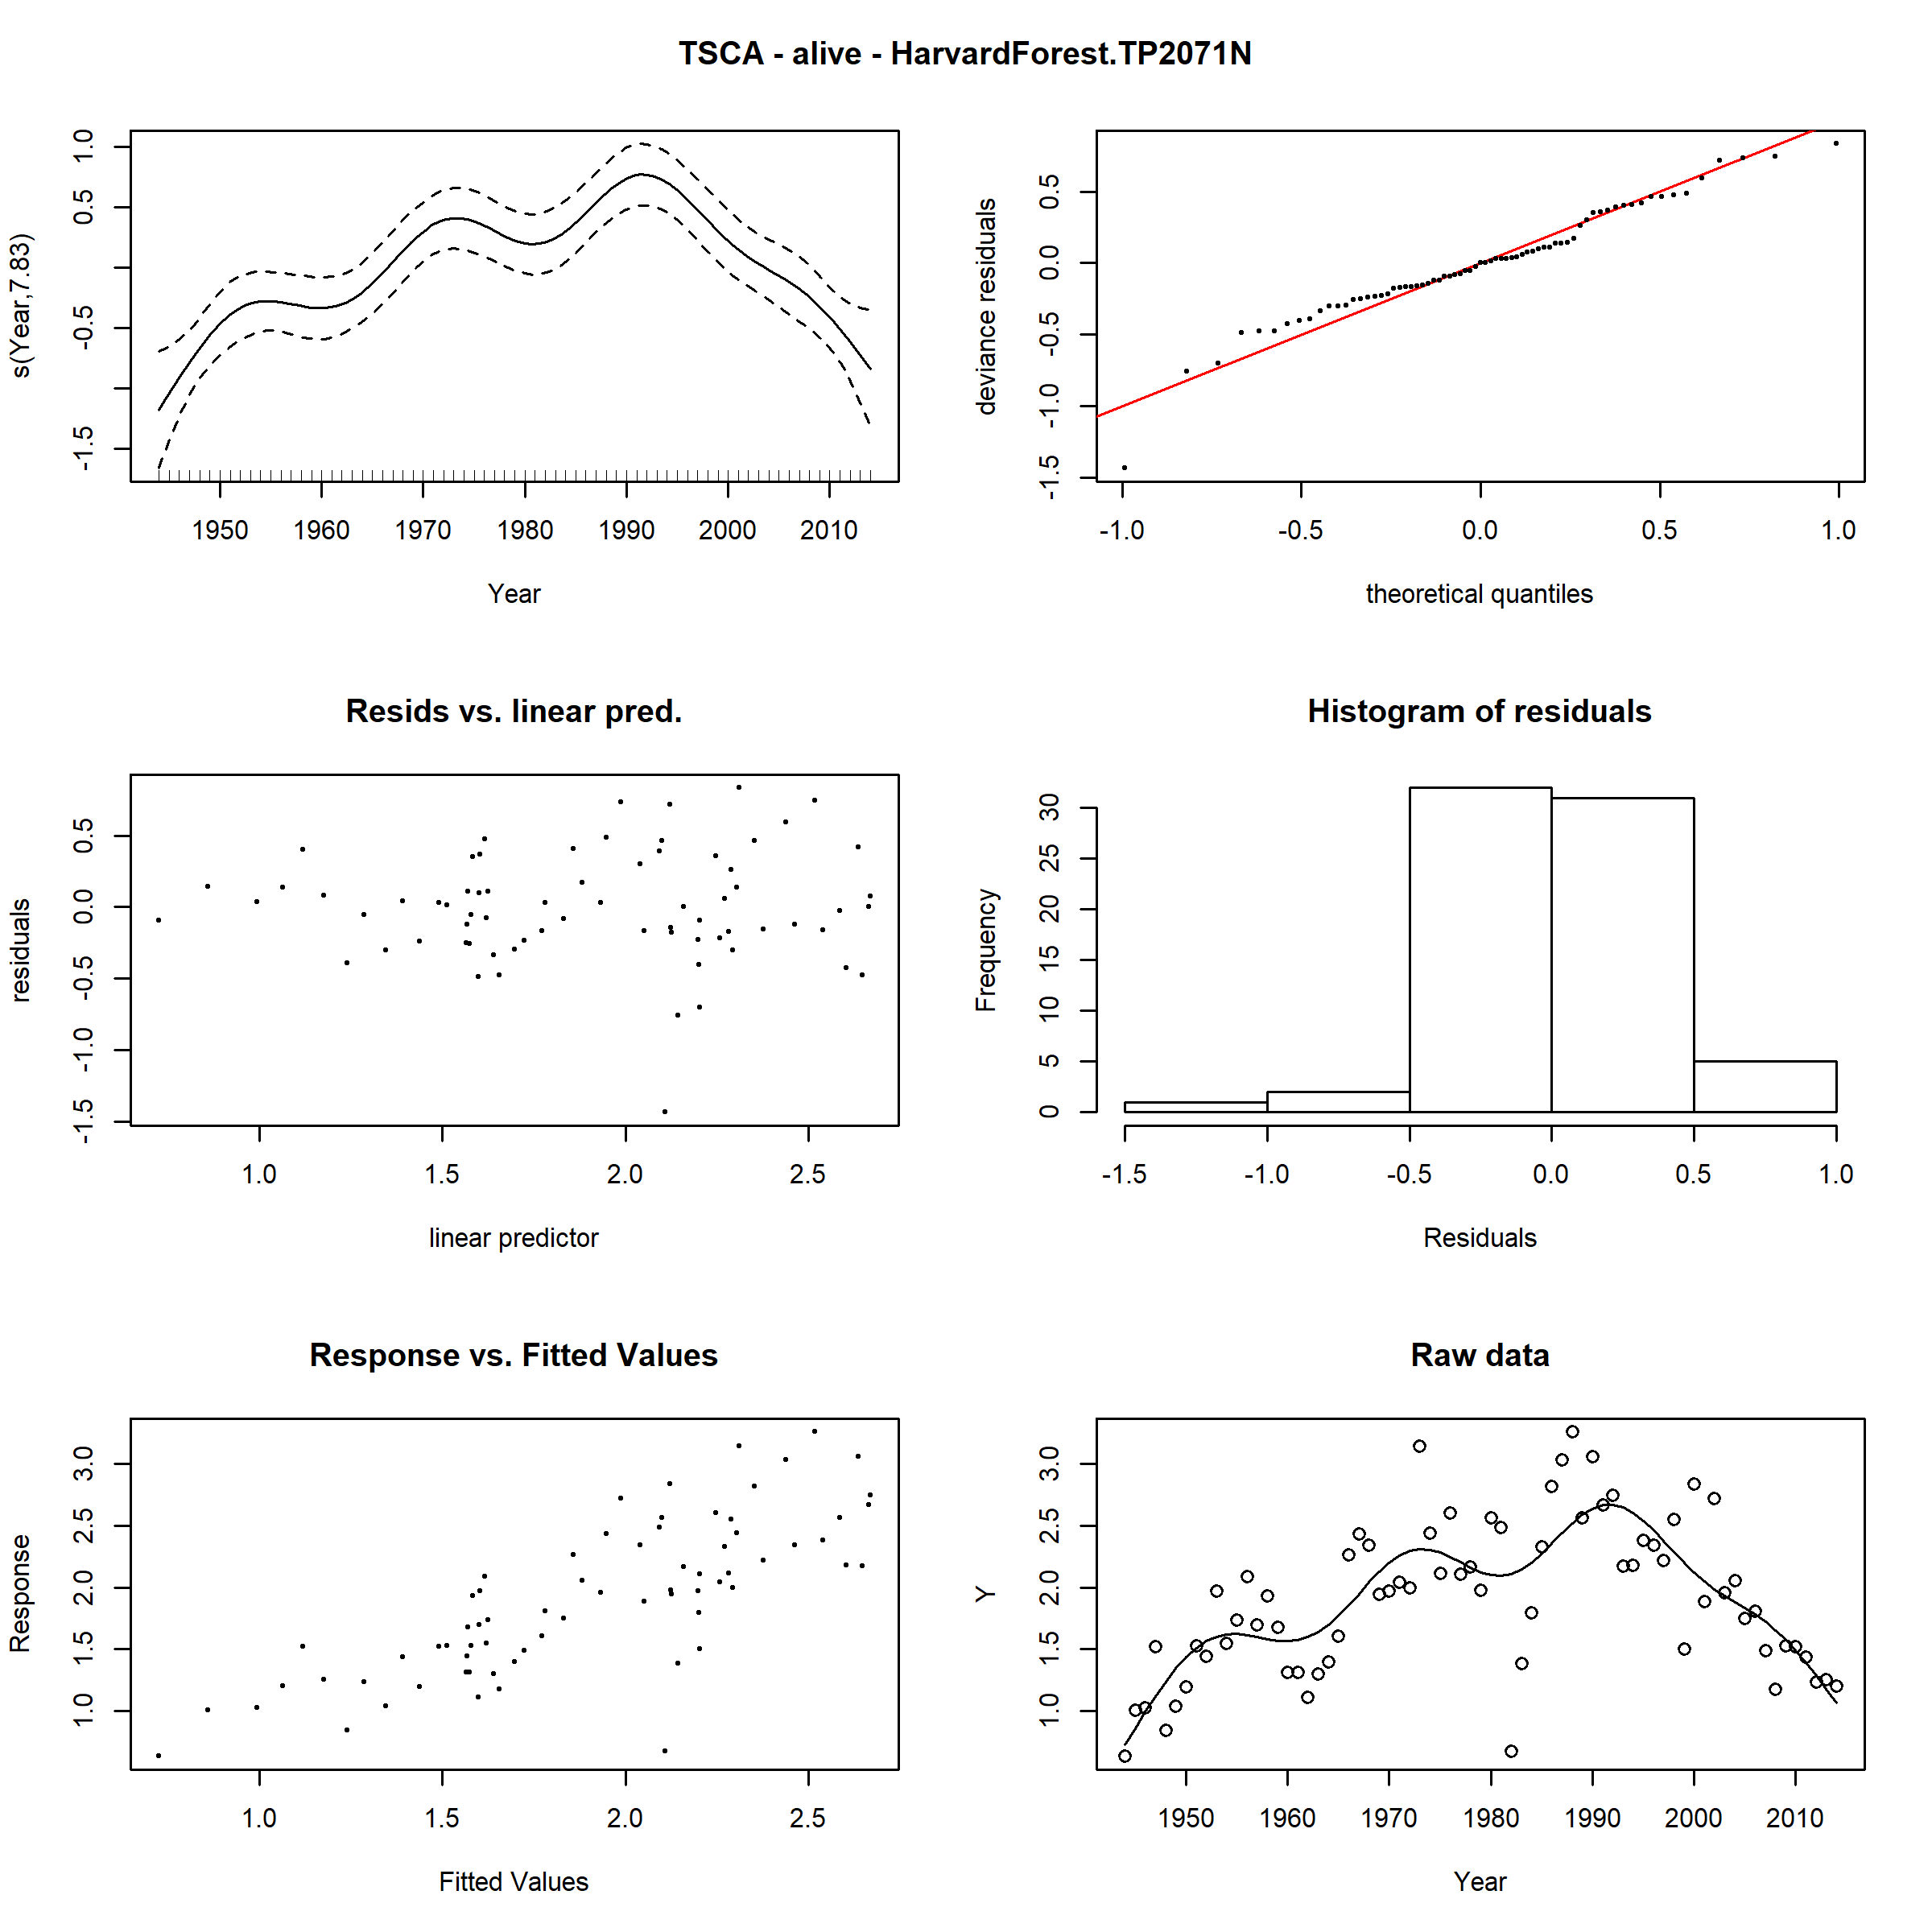 TSCA - alive - HarvardForest.TP2071N
s(Year,7.83)
1.0
0.5
-0.5
-1.5
1950 1960 1970 1980 1990 2000 2010
Year
deviance residuals
0.5
0.0
-0.5
-1.0
-1.5
-1.0 -0.5 0.0 0.5 1.0
theoretical quantiles
Resids vs. linear pred.
residuals
0.5
0.0
-0.5
-1.0
-1.5
1.0 1.5 2.0 2.5
linear predictor
Histogram of residuals
Frequency
30
25
20
15
10
5
0
-1.5 -1.0 -0.5 0.0 0.5 1.0
Residuals
Response vs. Fitted Values
Response
3.0
2.5
2.0
1.5
1.0
1.0 1.5 2.0 2.5
Fitted Values
Raw data
Y
3.0
2.5
2.0
1.5
1.0
1950 1960 1970 1980 1990 2000 2010
Year